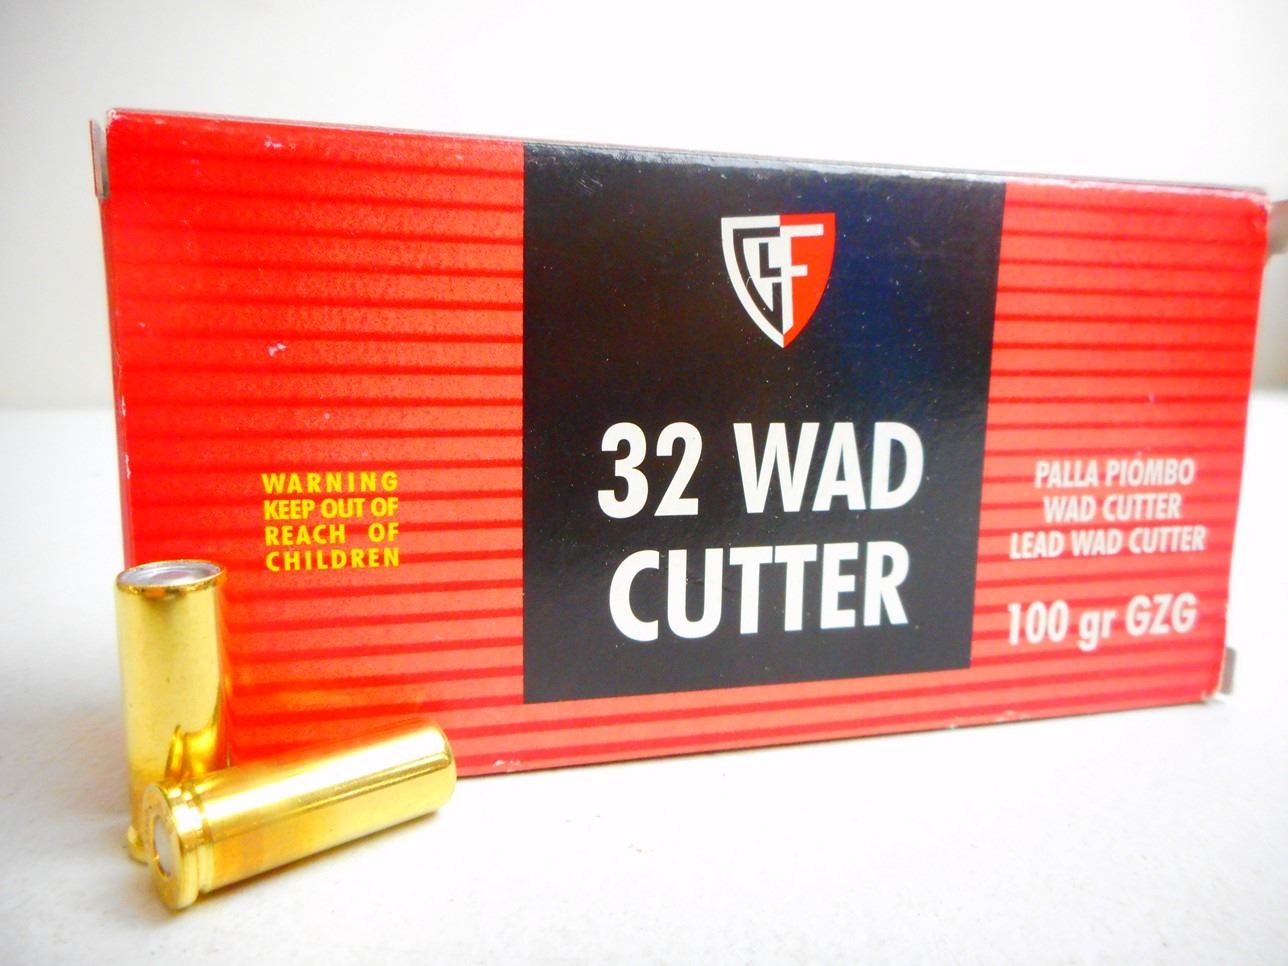 WARNING
KEEP OUT OF
REACH OF
CHILDREN
GF
32 WAD
CUTTER
PALLA PIOMBO
WAD CUTTER
LEAD WAD CUTTER
100 gr GZG